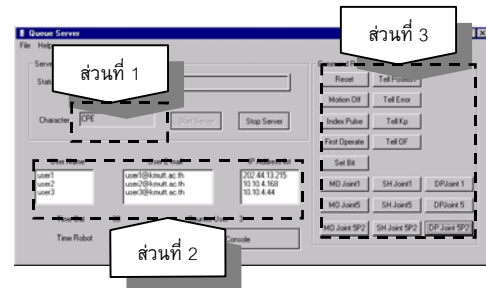 Queue Server
File Help
ส่วนที่ 1
ส่วนที่ 3
Character
CPE
Start Server
Stop Server
Reset
Tell Position
Motion Off
Tell Error
Index Pulse
Tell Kp
First Operate
Tell OF
Set Bit
MO Joint1
SH Joint1
DPJoint 1
MO Joint5
SH Joint5
DPJoint 5
MO Joint 5P2
SH Joint 5P2
DP Joint 5P2
user1
user2
user3
user1@kmutt.ac.th
user2@kmutt.ac.th
user3@kmutt.ac.th
202.44.13.215
10.10.4.168
10.10.4.44
Time Robot
Console
ส่วนที่ 2